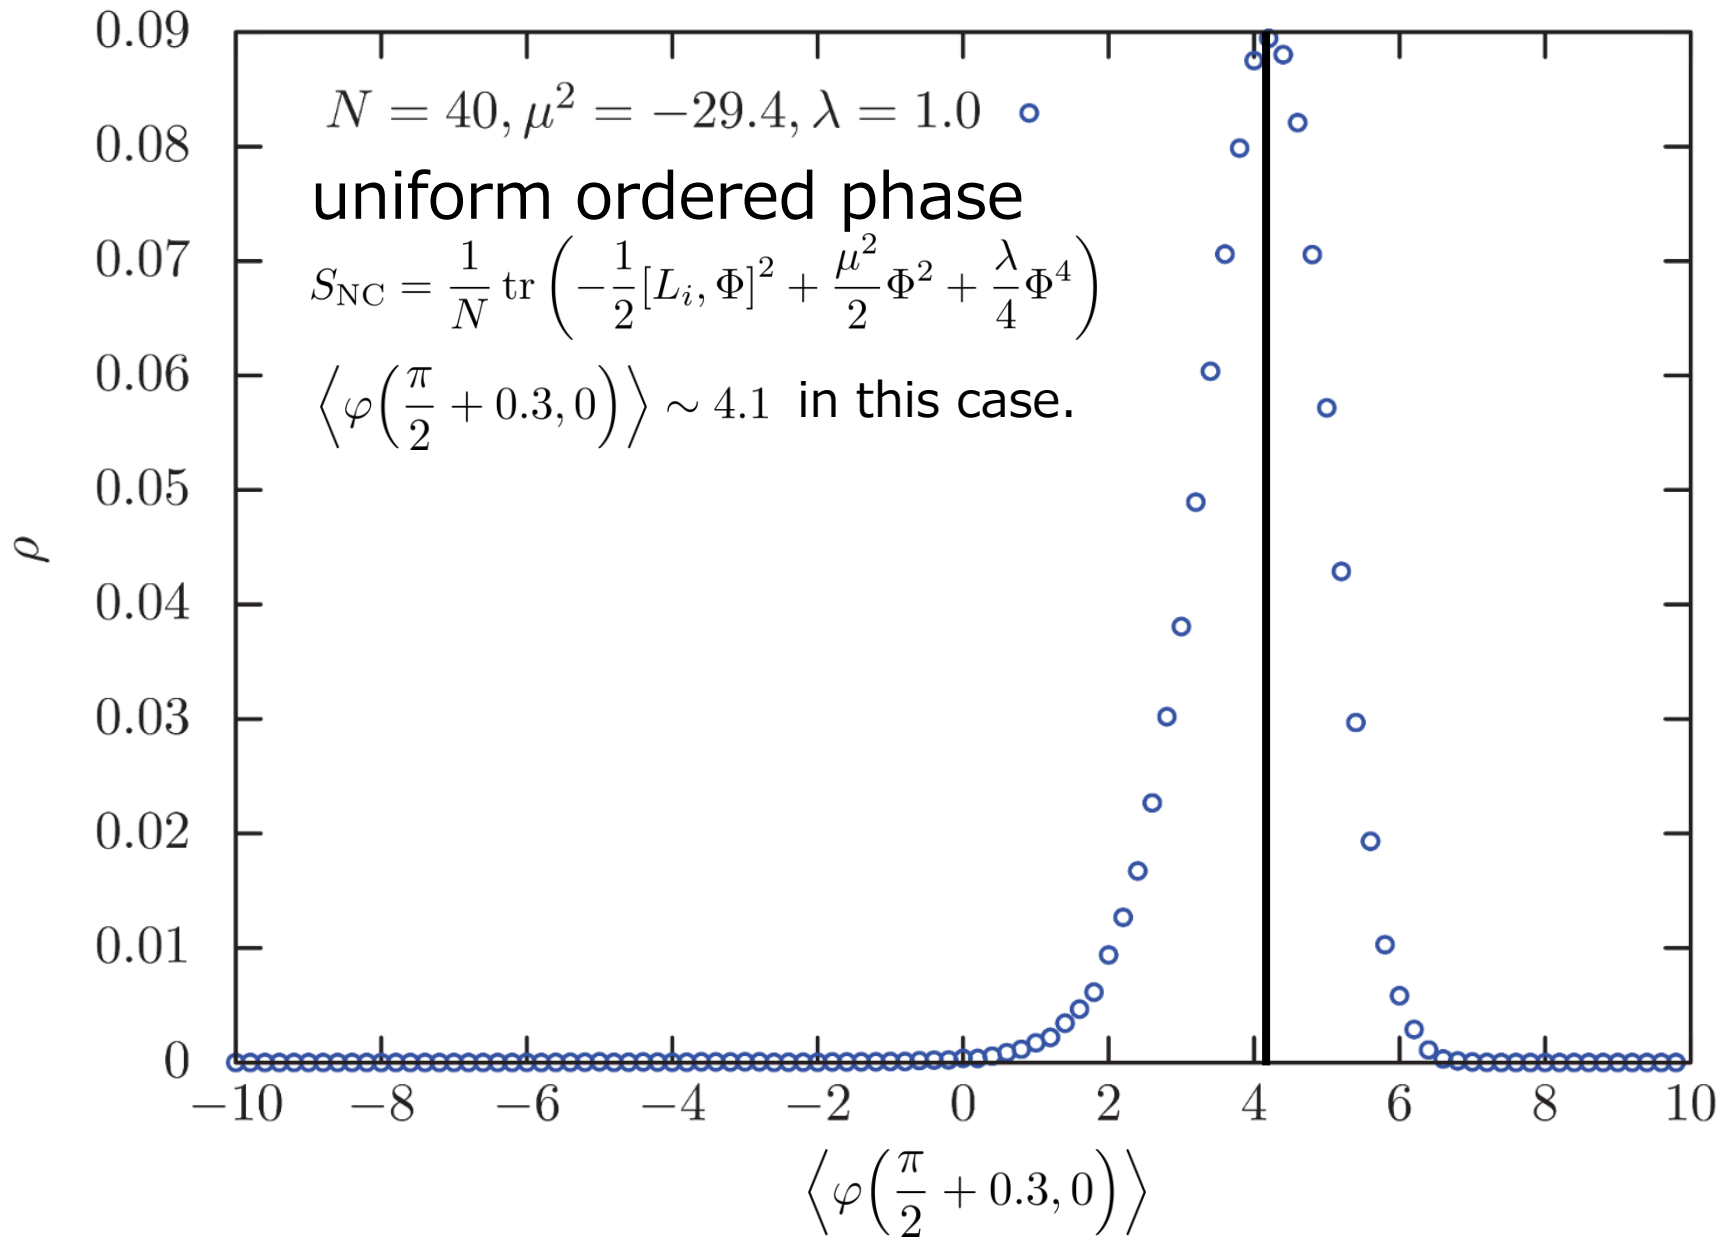 0.09
0.08
0.07
0.06
0.05
0.04
0.03
0.02
0.01
0
ρ
N = 40, μ² = −29.4, λ = 1.0
uniform ordered phase
S_NC = 1/N tr ( −1/2 [L_i, Φ]² + μ²/2 Φ² + λ/4 Φ⁴ )
⟨φ(π/2 + 0.3, 0)⟩ ∼ 4.1 in this case.
−10 −8 −6 −4 −2 0 2 4 6 8 10
⟨φ(π/2 + 0.3, 0)⟩